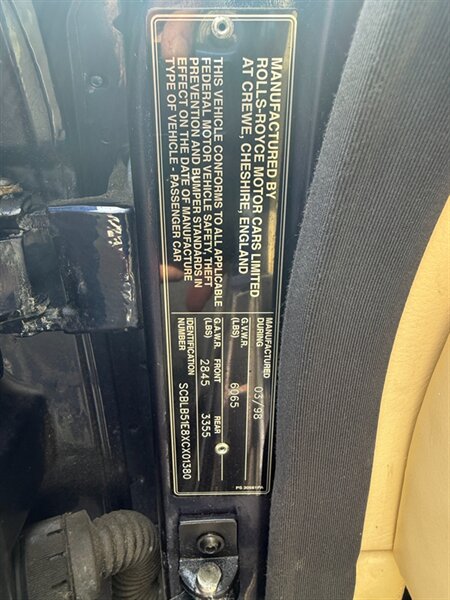 MANUFACTURED BY
ROLLS-ROYCE MOTOR CARS LIMITED
AT CREWE, CHESHIRE, ENGLAND
THIS VEHICLE CONFORMS TO ALL APPLICABLE
FEDERAL MOTOR VEHICLE SAFETY, THEFT
PREVENTION AND BUMPER STANDARDS IN
EFFECT ON THE DATE OF MANUFACTURE
TYPE OF VEHICLE - PASSENGER CAR
MANUFACTURED DURING 03/98
G.V.W.R. (LBS) 6065
G.A.W.R. (LBS) FRONT 2845 REAR 3355
IDENTIFICATION NUMBER SCBLB51E8XCX01380